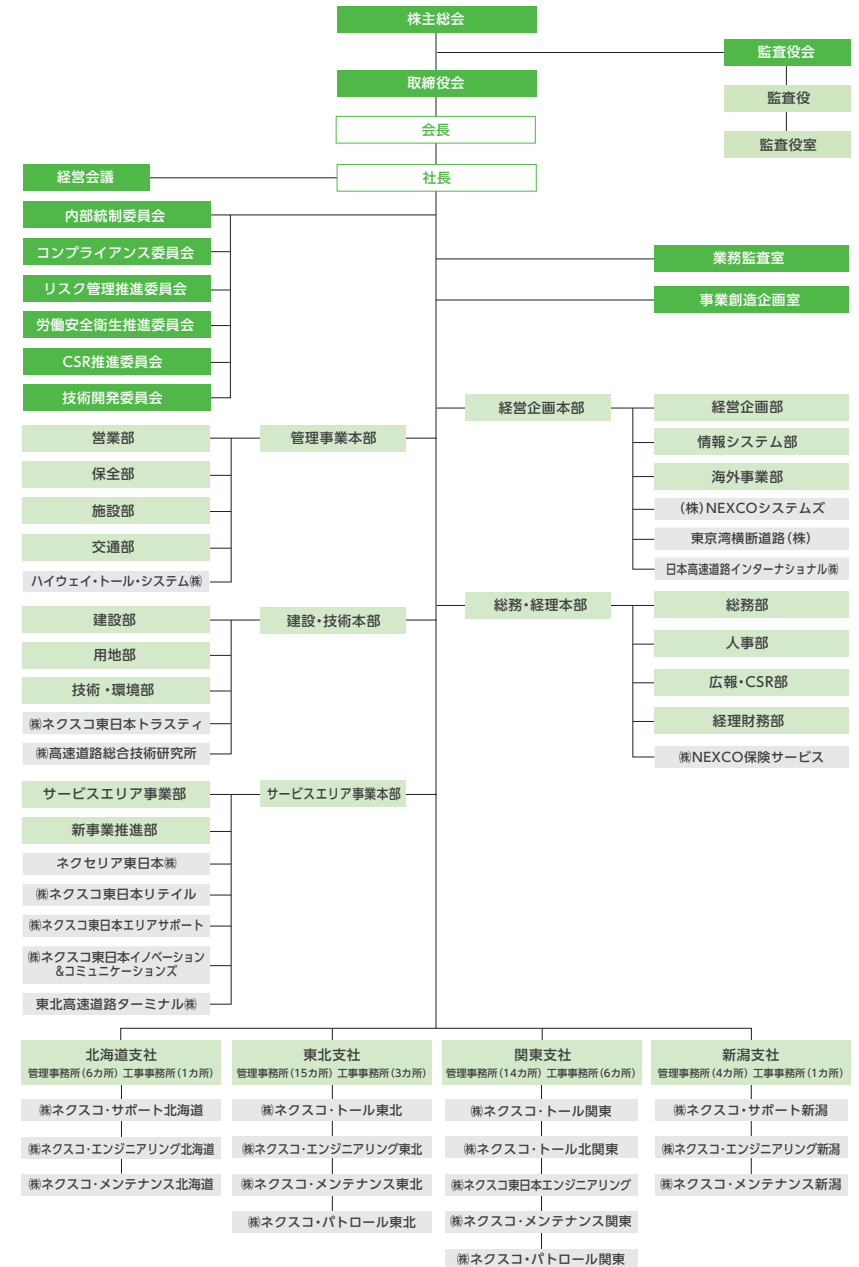 株主総会
監査役会
取締役会
監査役
会長
監査役室
経営会議
社長
内部統制委員会
コンプライアンス委員会
リスク管理推進委員会
労働安全衛生推進委員会
CSR推進委員会
技術開発委員会
業務監査室
事業創造企画室
管理事業本部
営業部
保全部
施設部
交通部
ハイウェイ・トール・システム㈱
経営企画本部
経営企画部
情報システム部
海外事業部
(株)NEXCOシステムズ
東京湾横断道路(株)
日本高速道路インターナショナル㈱
建設・技術本部
建設部
用地部
技術・環境部
㈱ネクスコ東日本トラスティ
㈱高速道路総合技術研究所
総務・経理本部
総務部
人事部
広報・CSR部
経理財務部
㈱NEXCO保険サービス
サービスエリア事業本部
サービスエリア事業部
新事業推進部
ネクセリア東日本㈱
㈱ネクスコ東日本リテイル
㈱ネクスコ東日本エリアサポート
㈱ネクスコ東日本イノベーション
&コミュニケーションズ
東北高速道路ターミナル㈱
北海道支社
管理事務所(6カ所) 工事事務所(1カ所)
㈱ネクスコ・サポート北海道
㈱ネクスコ・エンジニアリング北海道
㈱ネクスコ・メンテナンス北海道
東北支社
管理事務所(15カ所) 工事事務所(3カ所)
㈱ネクスコ・トール東北
㈱ネクスコ・エンジニアリング東北
㈱ネクスコ・メンテナンス東北
㈱ネクスコ・パトロール東北
関東支社
管理事務所(14カ所) 工事事務所(6カ所)
㈱ネクスコ・トール関東
㈱ネクスコ・トール北関東
㈱ネクスコ東日本エンジニアリング
㈱ネクスコ・メンテナンス関東
㈱ネクスコ・パトロール関東
新潟支社
管理事務所(4カ所) 工事事務所(1カ所)
㈱ネクスコ・サポート新潟
㈱ネクスコ・エンジニアリング新潟
㈱ネクスコ・メンテナンス新潟